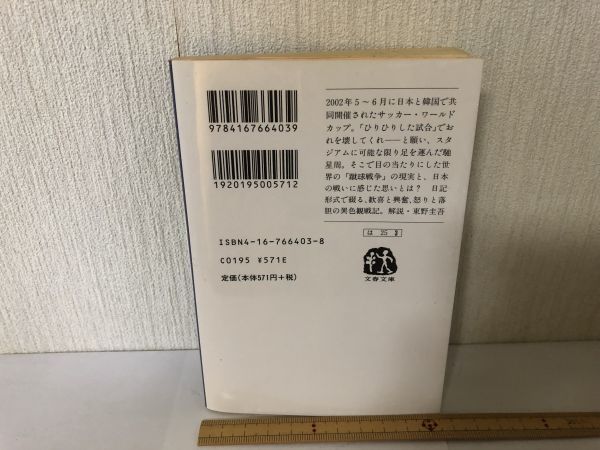 9784167664039
1920195005712
ISBN4-16-766403-8
C0195 ¥571E
定価(本体571円+税)
2002年5~6月に日本と韓国で共
同開催されたサッカー・ワールド
カップ。「ひりひりした試合」でお
れを壊してくれ――と願い、スタ
ジアムに可能な限り足を運んだ馳
星周。そこで目の当たりにした世
界の「蹴球戦争」の現実と、日本
の戦いに感じた思いとは? 日記
形式で綴る、歓喜と興奮、怒りと落
胆の異色観戦記。解説・東野圭吾
は 25
文春文庫